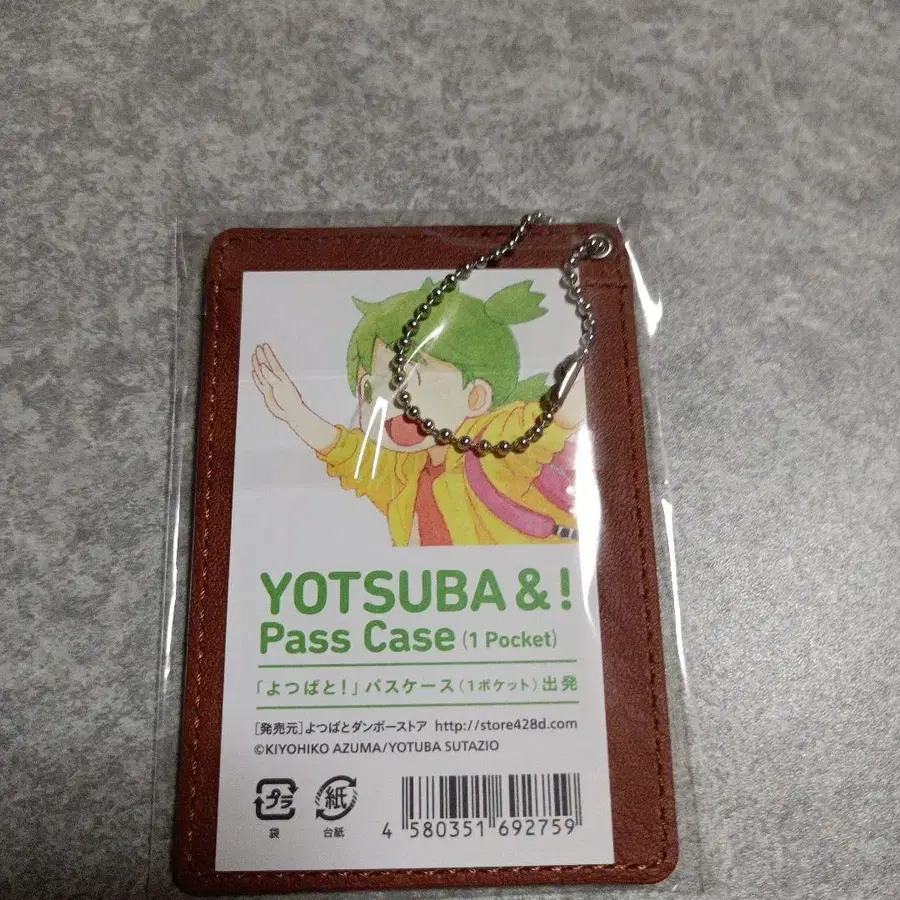 YOTSUBA & !
Pass Case (1 Pocket)
「よつばと!」パスケース(1ポケット)出発
[発売元]よつばとダンボーストア http://store428d.com
©KIYOHIKO AZUMA/YOTUBA SUTAZIO
プラ 紙
袋 台紙
4 580351 692759